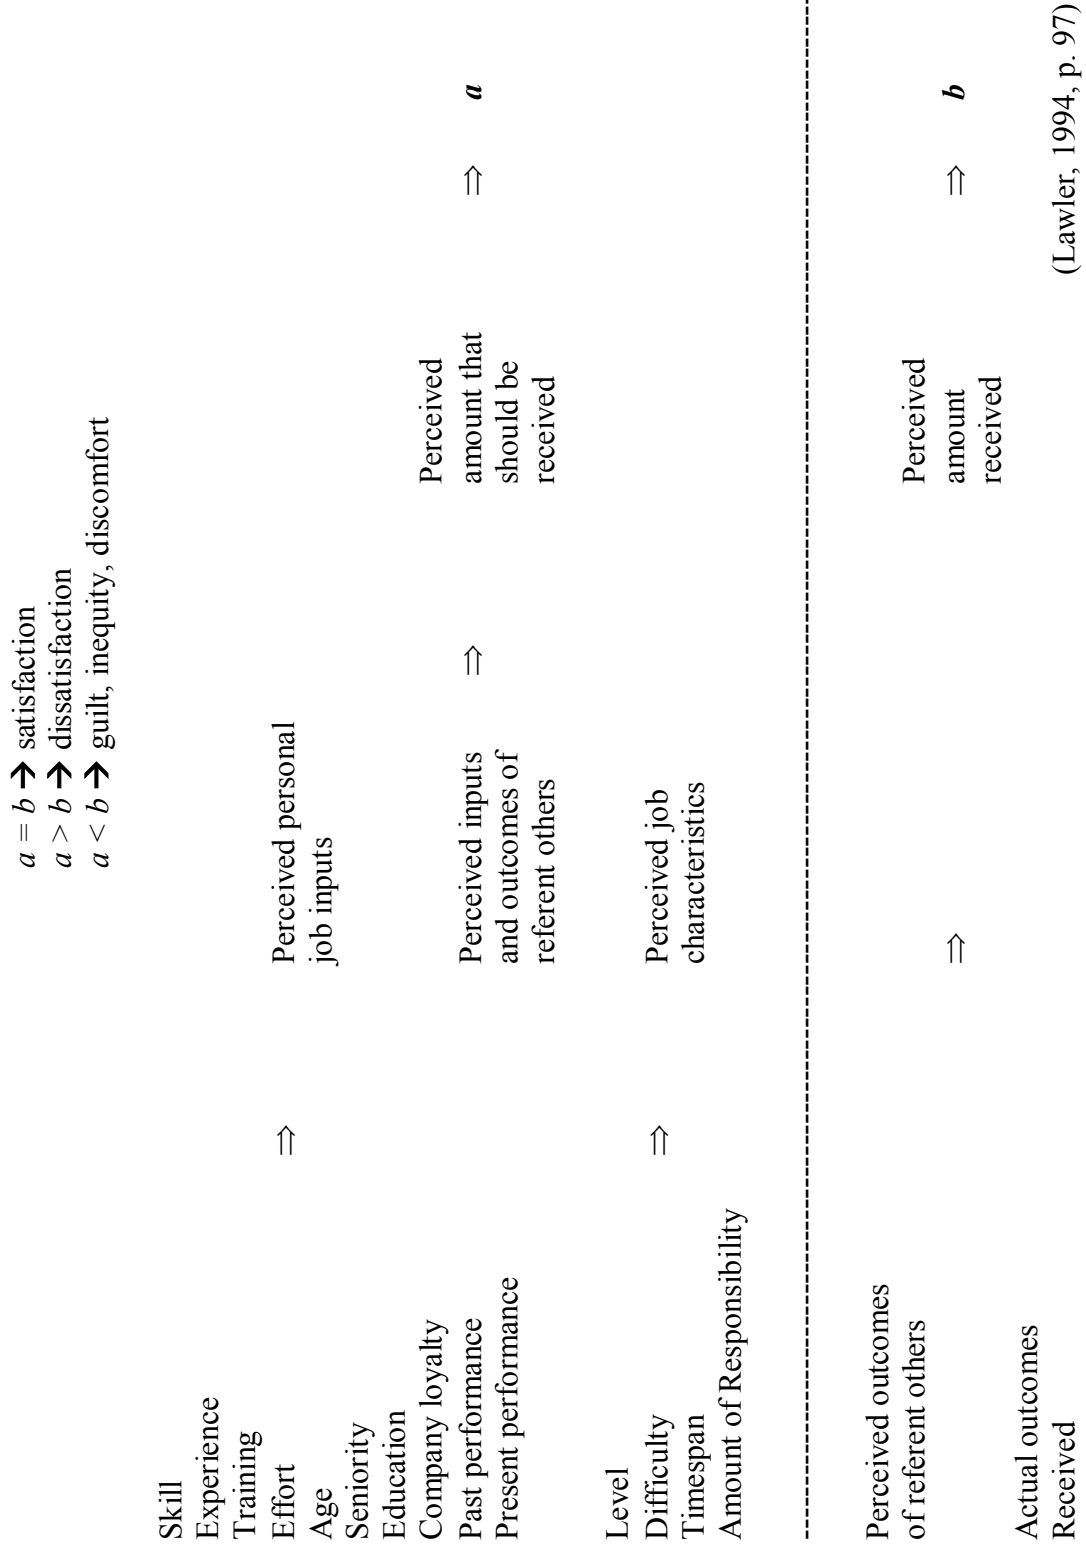 a = b ➔ satisfaction
a > b ➔ dissatisfaction
a < b ➔ guilt, inequity, discomfort
Skill
Experience
Training
Effort ⇒ Perceived personal
Age job inputs
Seniority
Education
Company loyalty Perceived
Past performance Perceived inputs ⇒ amount that ⇒ a
Present performance and outcomes of should be
referent others received
Level
Difficulty ⇒ Perceived job
Timespan characteristics
Amount of Responsibility
Perceived outcomes
of referent others Perceived
⇒ amount ⇒ b
received
Actual outcomes
Received (Lawler, 1994, p. 97)